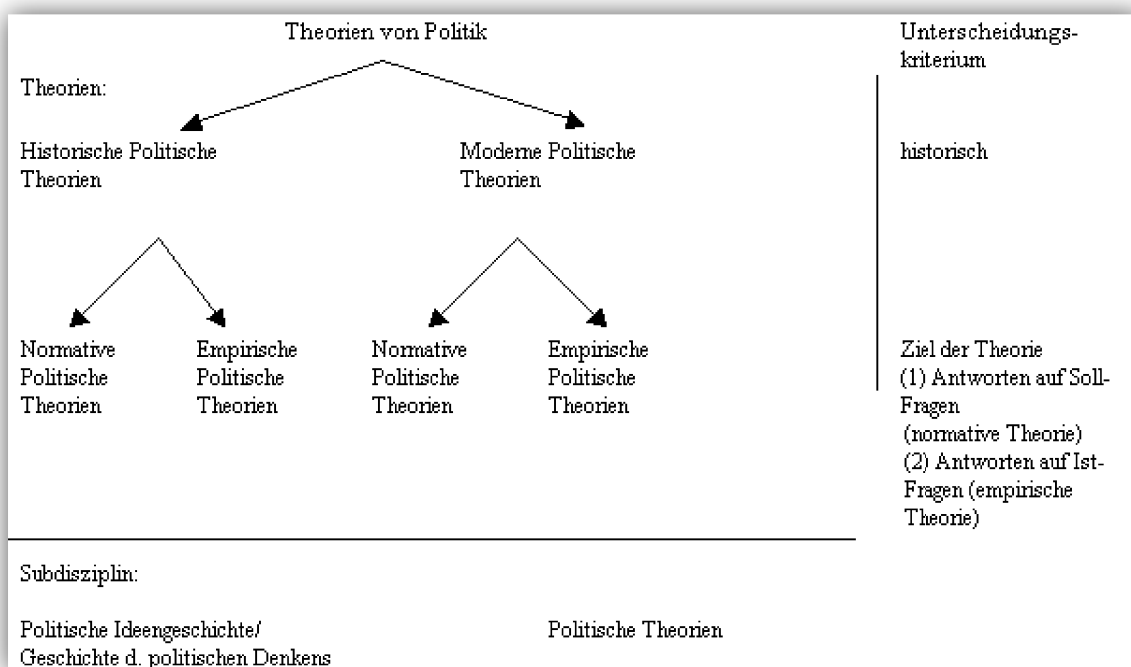 Theorien von Politik
Unterscheidungs-
kriterium
Theorien:
Historische Politische
Theorien
Moderne Politische
Theorien
historisch
Normative
Politische
Theorien
Empirische
Politische
Theorien
Normative
Politische
Theorien
Empirische
Politische
Theorien
Ziel der Theorie
(1) Antworten auf Soll-
Fragen
(normative Theorie)
(2) Antworten auf Ist-
Fragen (empirische
Theorie)
Subdisziplin:
Politische Ideengeschichte/
Geschichte d. politischen Denkens
Politische Theorien